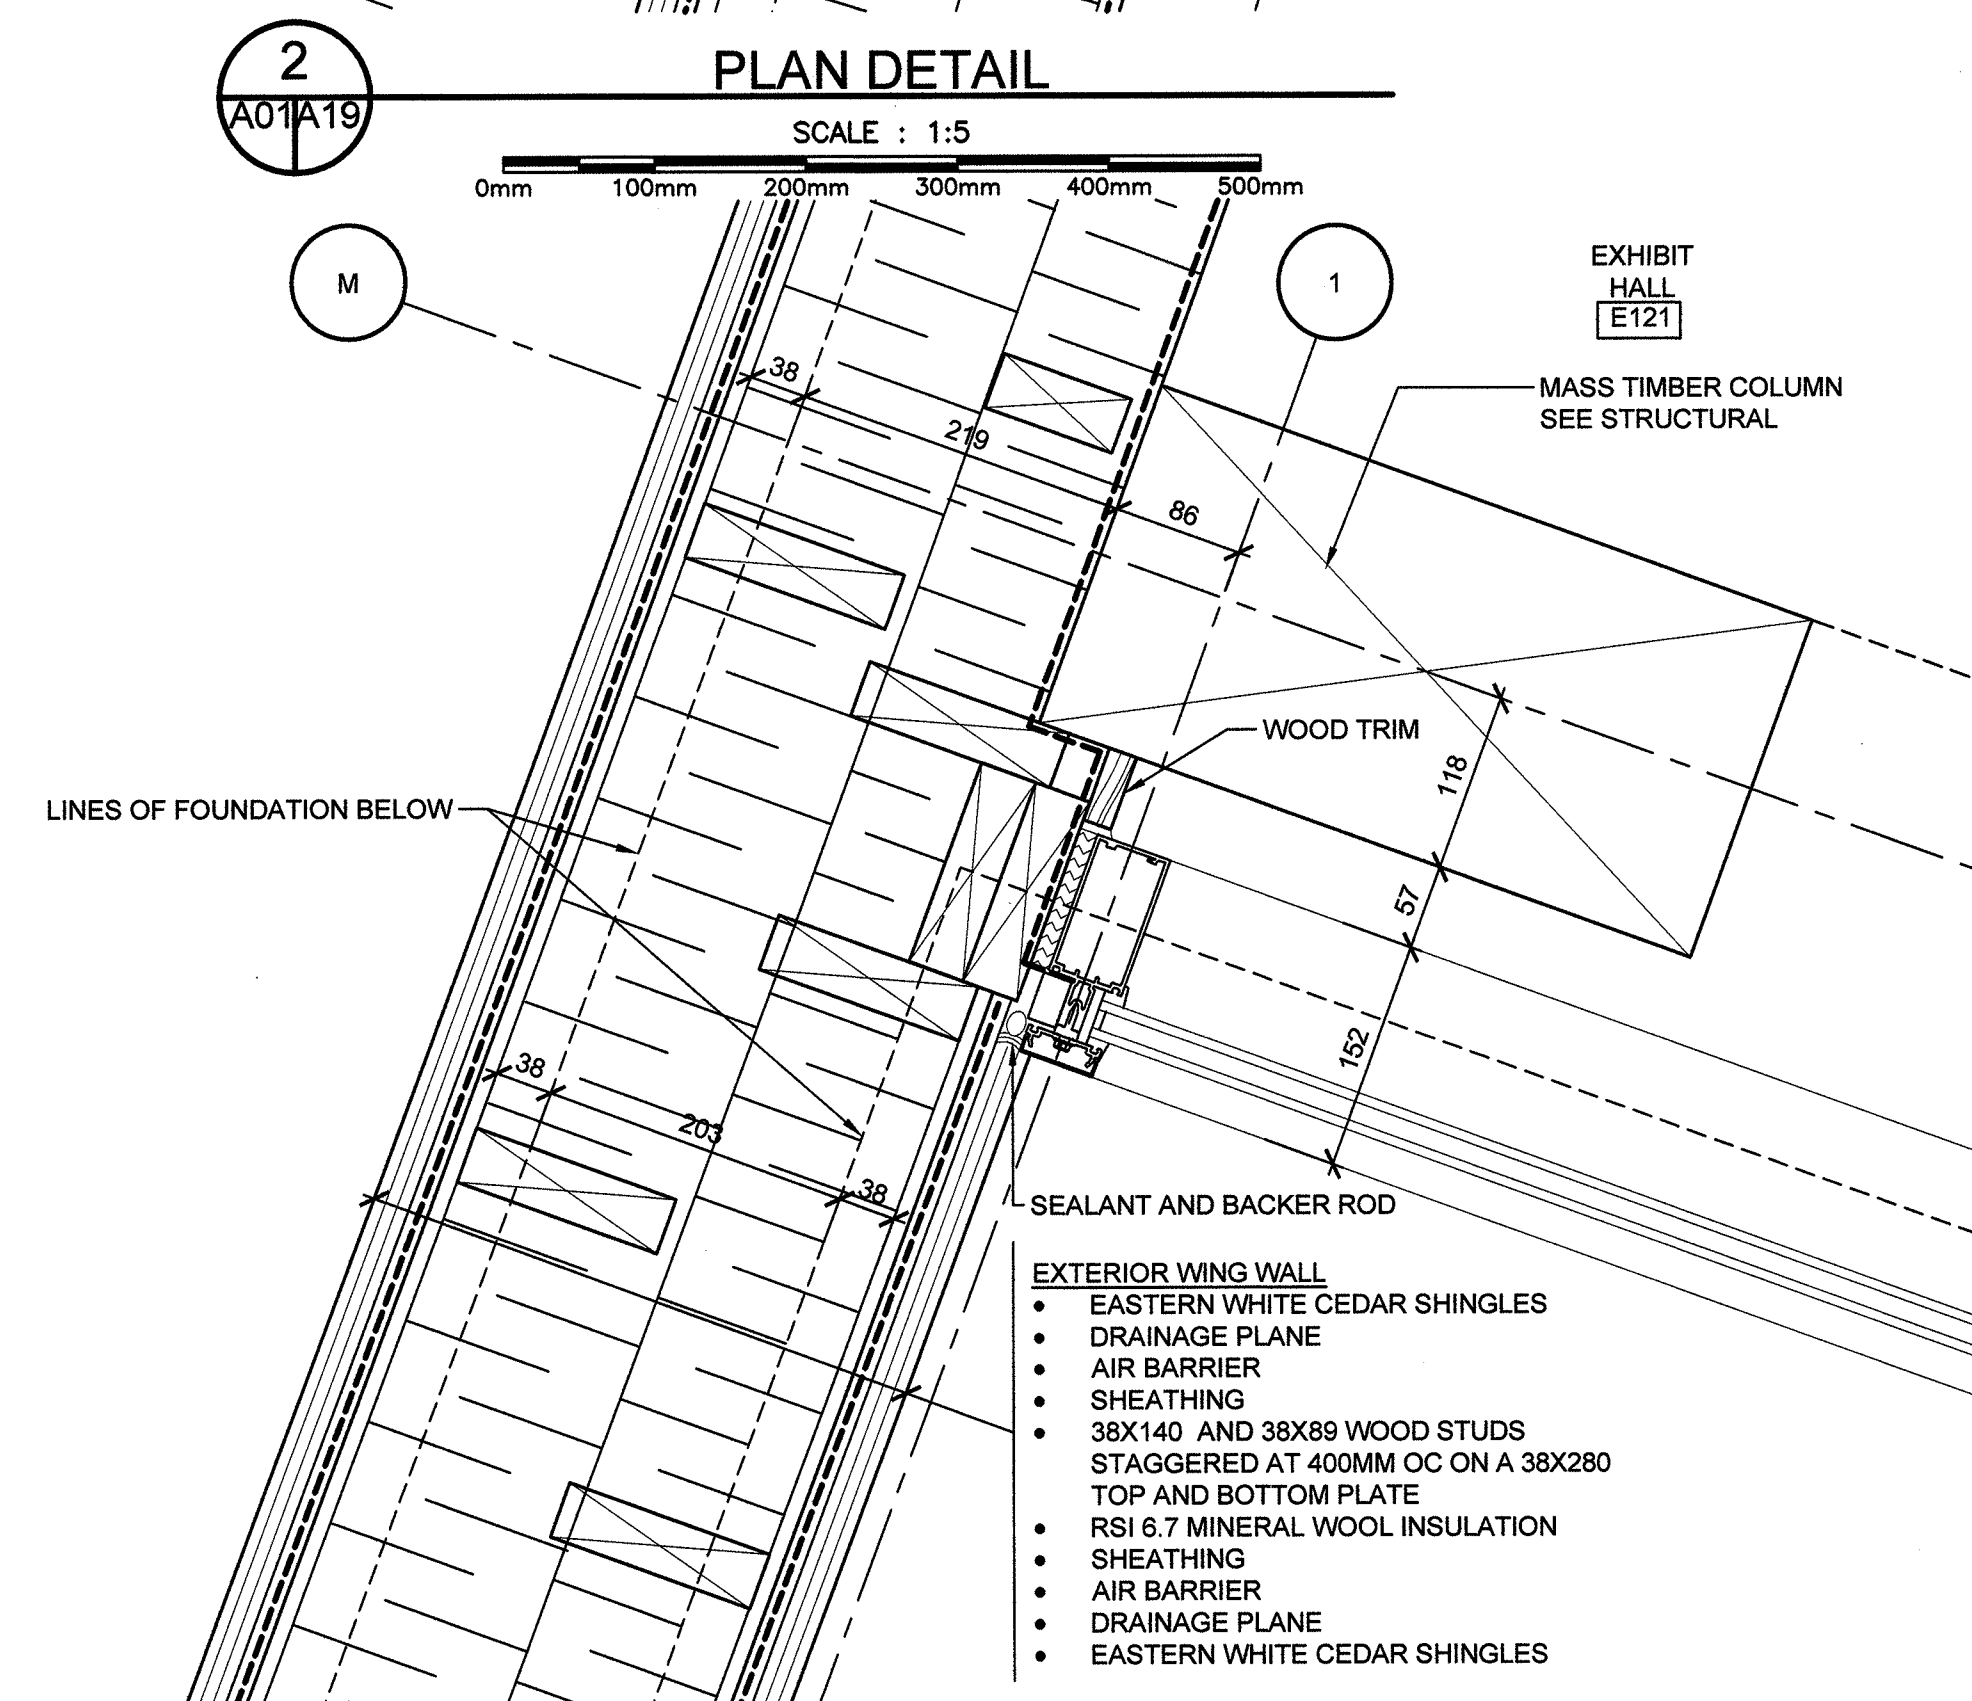 2
A01 A19
PLAN DETAIL
SCALE : 1:5
0mm 100mm 200mm 300mm 400mm 500mm
M
1
EXHIBIT
HALL
E121
38
219
86
MASS TIMBER COLUMN
SEE STRUCTURAL
WOOD TRIM
118
LINES OF FOUNDATION BELOW
57
152
38
203
38
SEALANT AND BACKER ROD
EXTERIOR WING WALL
• EASTERN WHITE CEDAR SHINGLES
• DRAINAGE PLANE
• AIR BARRIER
• SHEATHING
• 38X140 AND 38X89 WOOD STUDS
STAGGERED AT 400MM OC ON A 38X280
TOP AND BOTTOM PLATE
• RSI 6.7 MINERAL WOOL INSULATION
• SHEATHING
• AIR BARRIER
• DRAINAGE PLANE
• EASTERN WHITE CEDAR SHINGLES